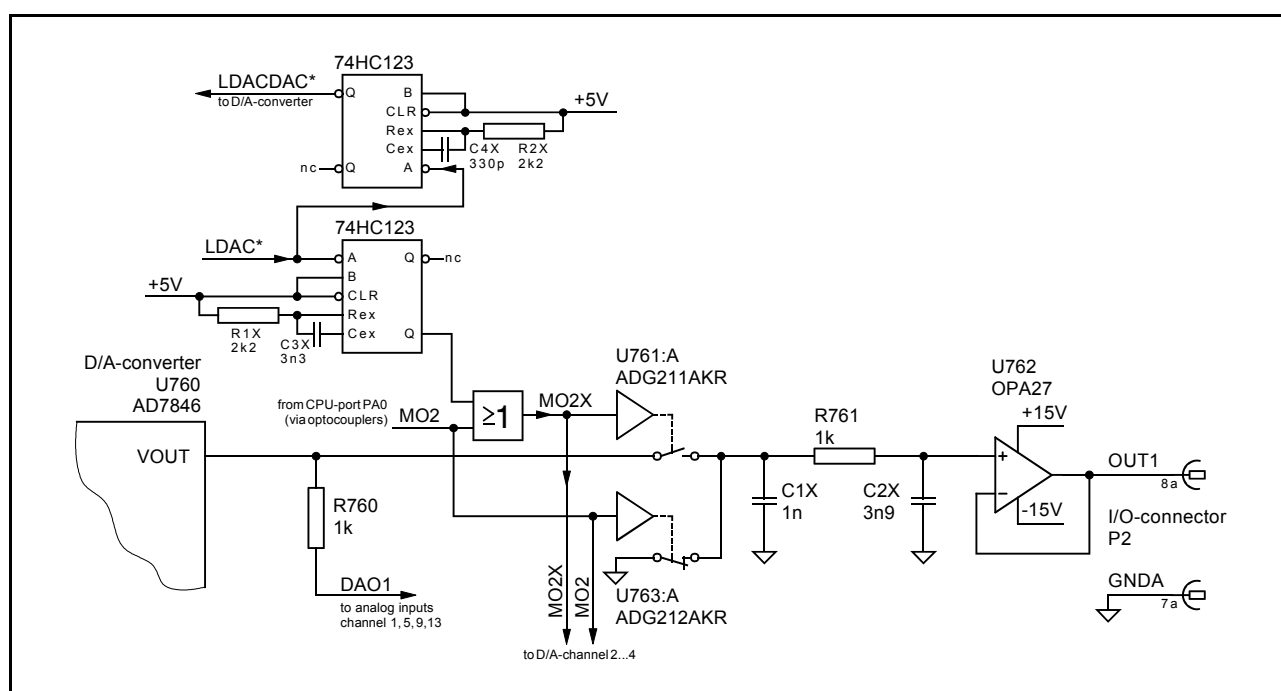 74HC123
LDACDAC*
to D/A-converter
Q
B
CLR
+5V
Rex
Cex
C4X
330p
R2X
2k2
nc
Q
A
74HC123
LDAC*
A
Q
nc
B
+5V
CLR
Rex
R1X
2k2
C3X
3n3
Cex
Q
D/A-converter
U760
AD7846
U761:A
ADG211AKR
U762
OPA27
from CPU-port PA0
(via optocouplers)
MO2
≥1
MO2X
R761
1k
+15V
VOUT
+
OUT1
8a
R760
1k
C1X
1n
C2X
3n9
−
-15V
I/O-connector
P2
DAO1
to analog inputs
channel 1, 5, 9,13
MO2X
MO2
U763:A
ADG212AKR
GNDA
7a
to D/A-channel 2...4